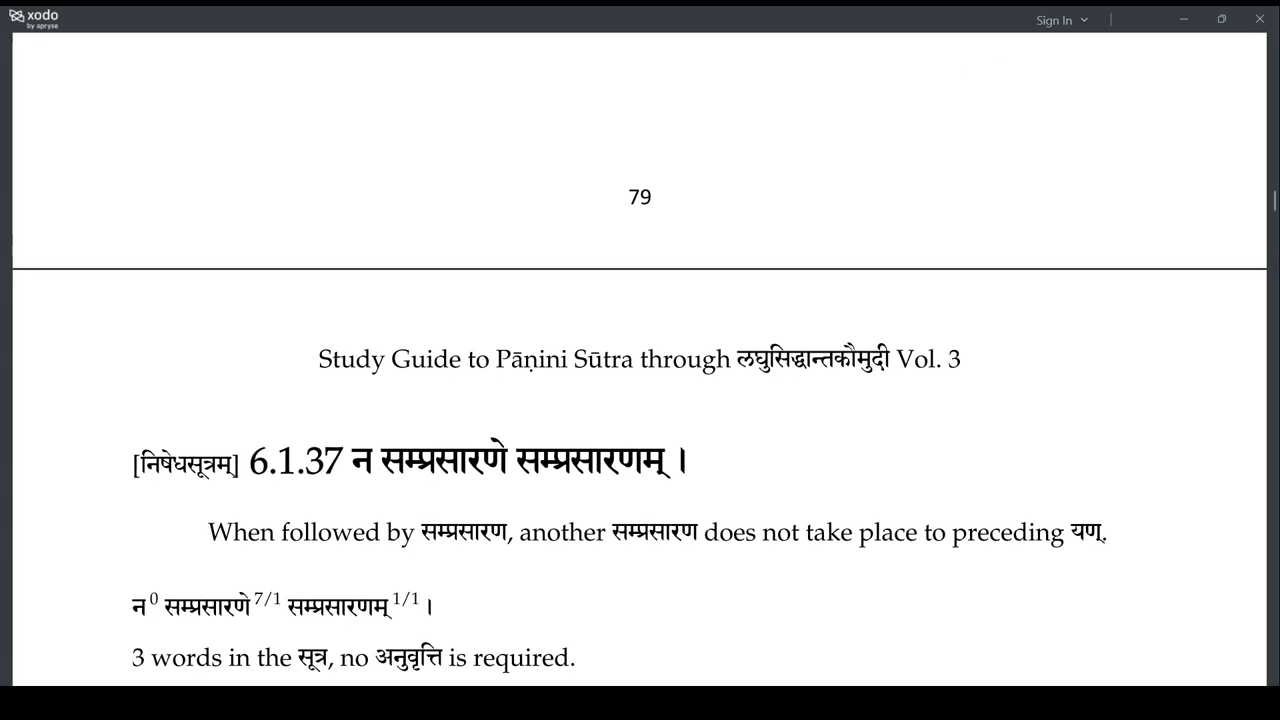 xodo
by apryse
Sign In
79
Study Guide to Pāṇini Sūtra through लघुसिद्धान्तकौमुदी Vol. 3
[निषेधसूत्रम्] 6.1.37 न सम्प्रसारणे सम्प्रसारणम् ।
When followed by सम्प्रसारण, another सम्प्रसारण does not take place to preceding यण्.
न 0 सम्प्रसारणे 7/1 सम्प्रसारणम् 1/1 ।
3 words in the सूत्र, no अनुवृत्ति is required.